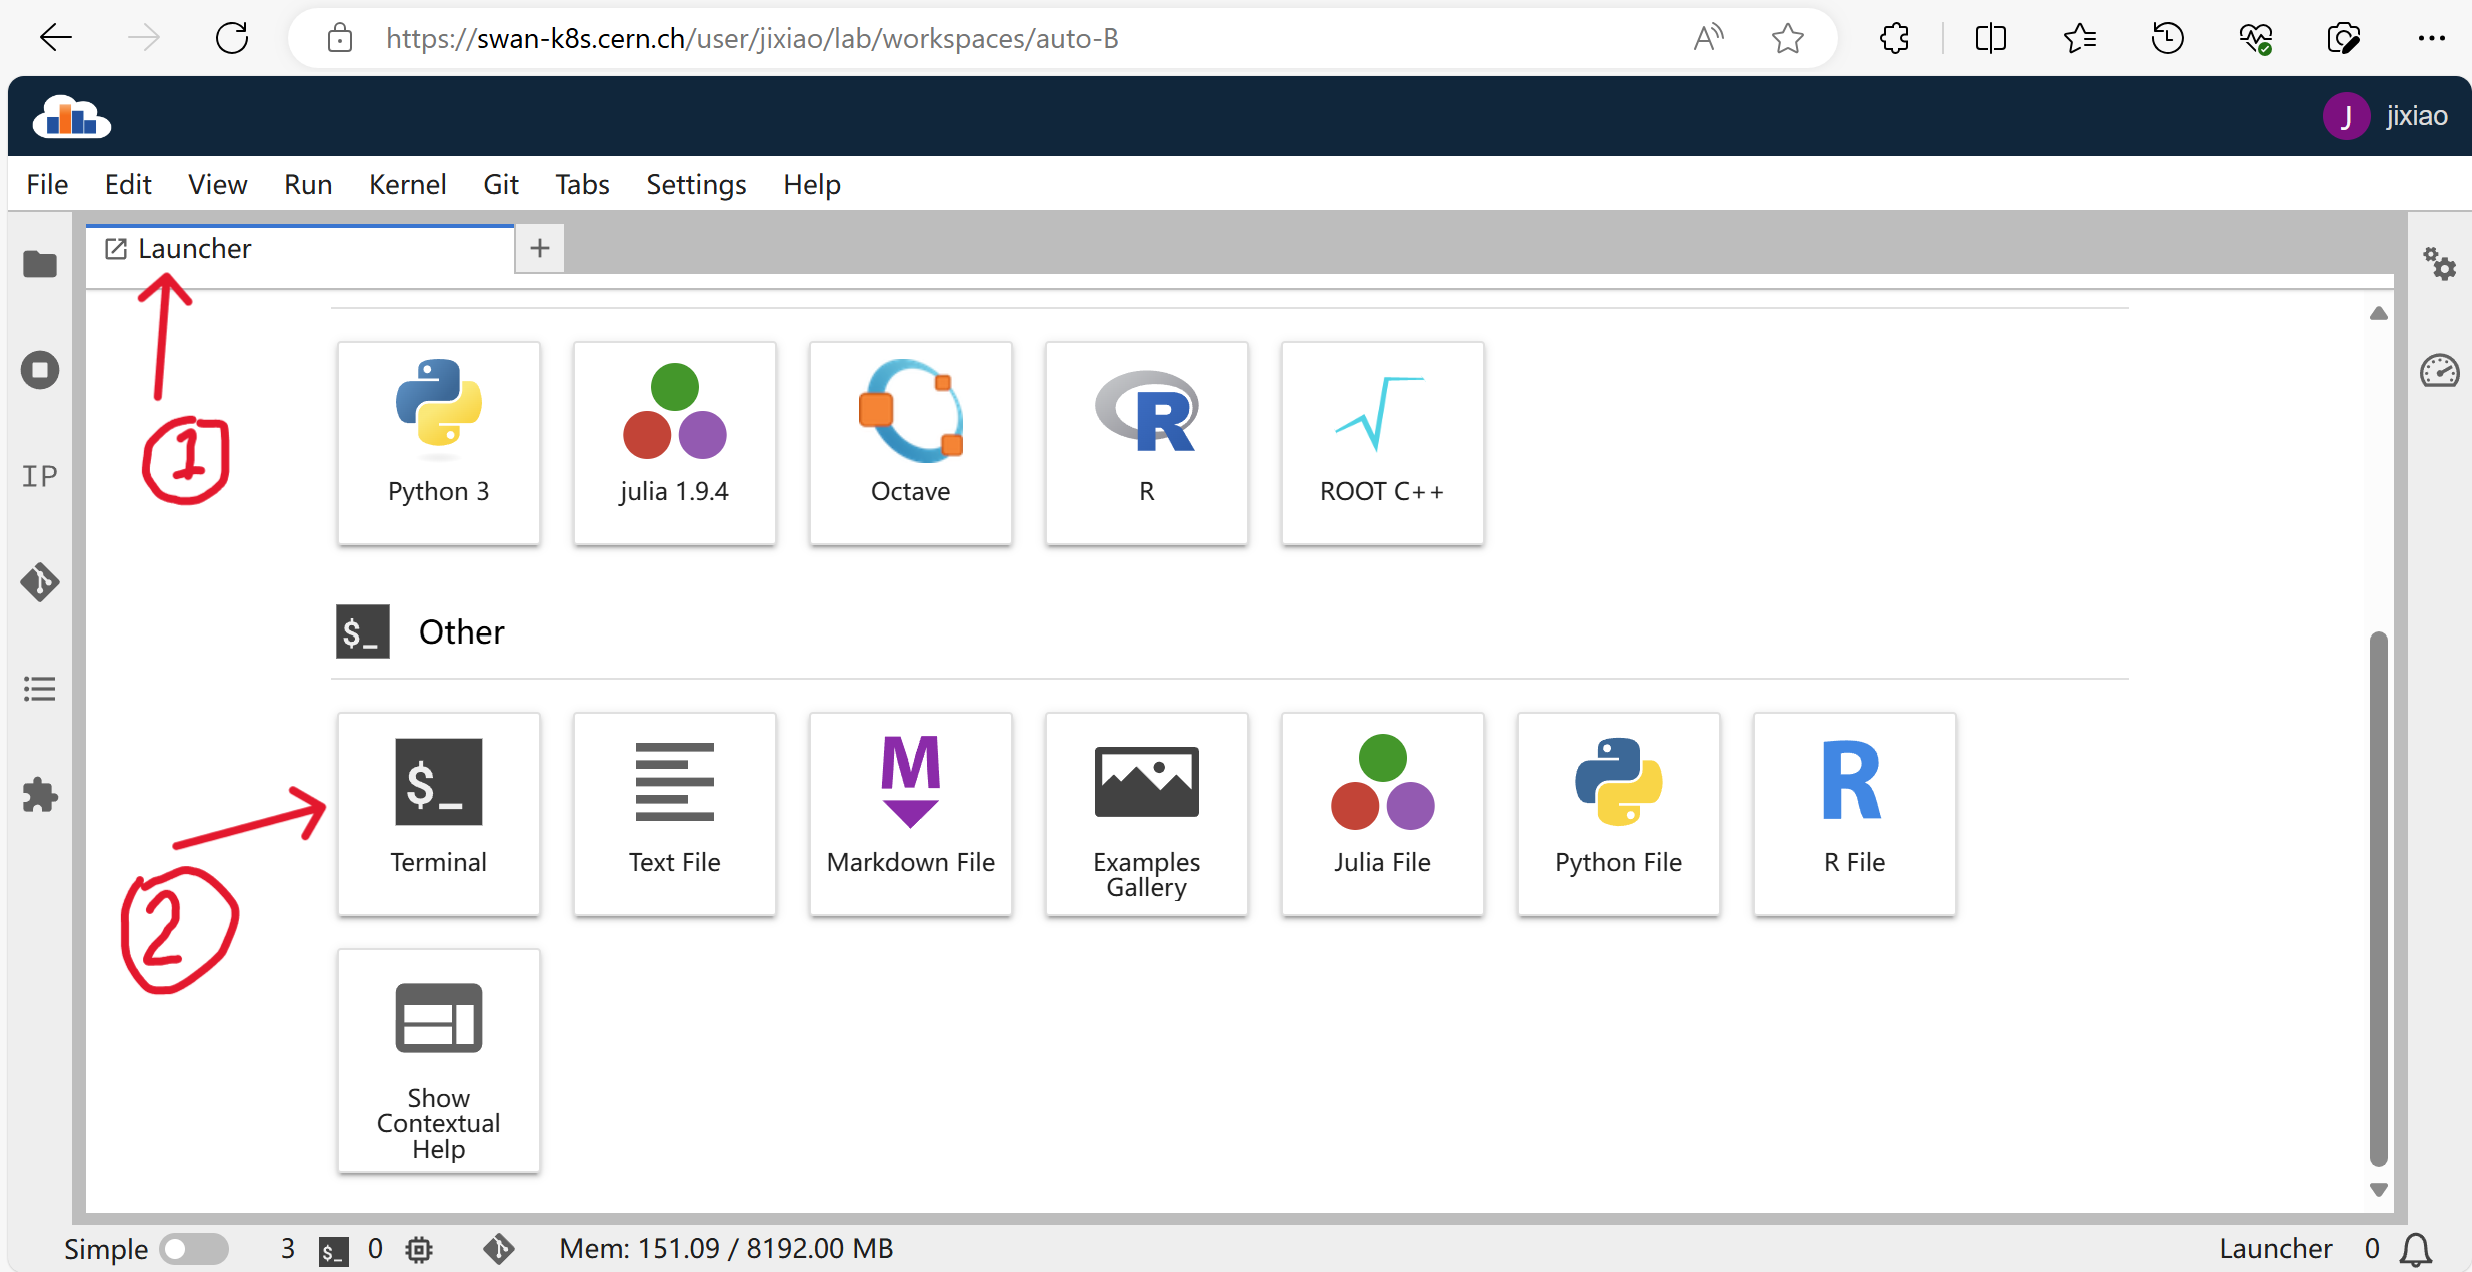 https://swan-k8s.cern.ch/user/jixiao/lab/workspaces/auto-B
J jixiao
File Edit View Run Kernel Git Tabs Settings Help
Launcher
1
IP
Python 3
julia 1.9.4
Octave
R
ROOT C++
$_ Other
$_
Terminal
Text File
M
Markdown File
Examples
Gallery
Julia File
Python File
R
R File
2
Show
Contextual
Help
Simple 3 $_ 0 Mem: 151.09 / 8192.00 MB Launcher 0